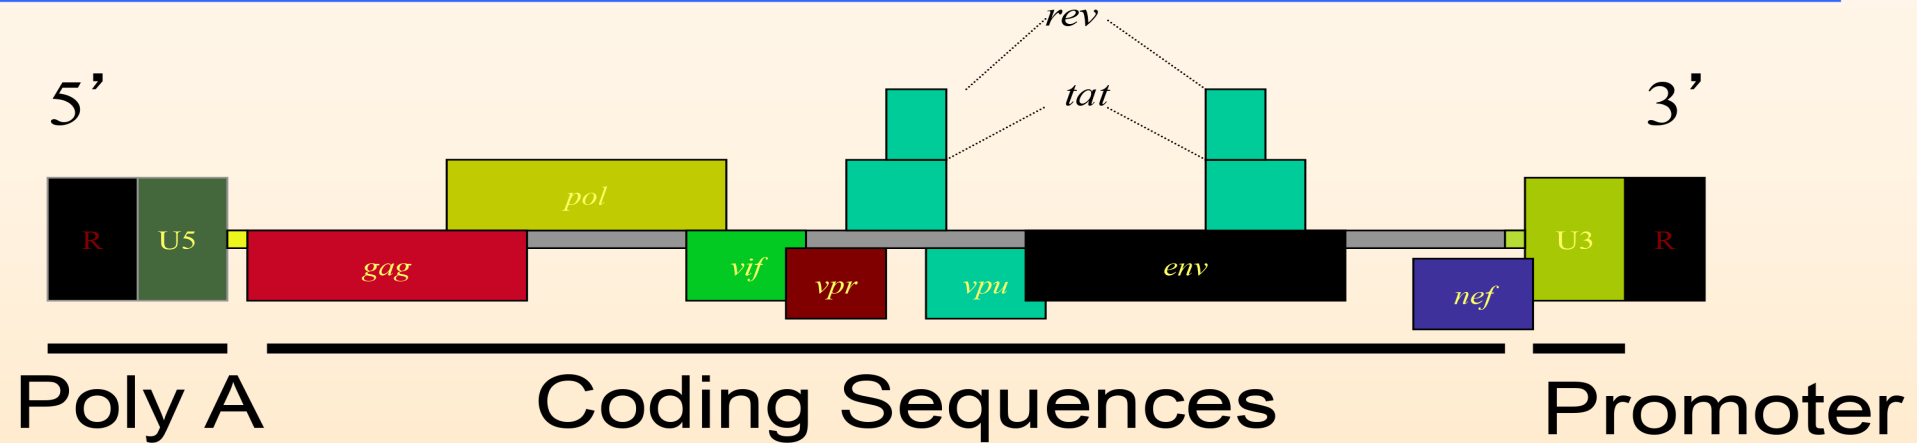 rev
5’
tat
3’
pol
R U5 U3 R
gag vif vpr vpu env nef
Poly A Coding Sequences Promoter